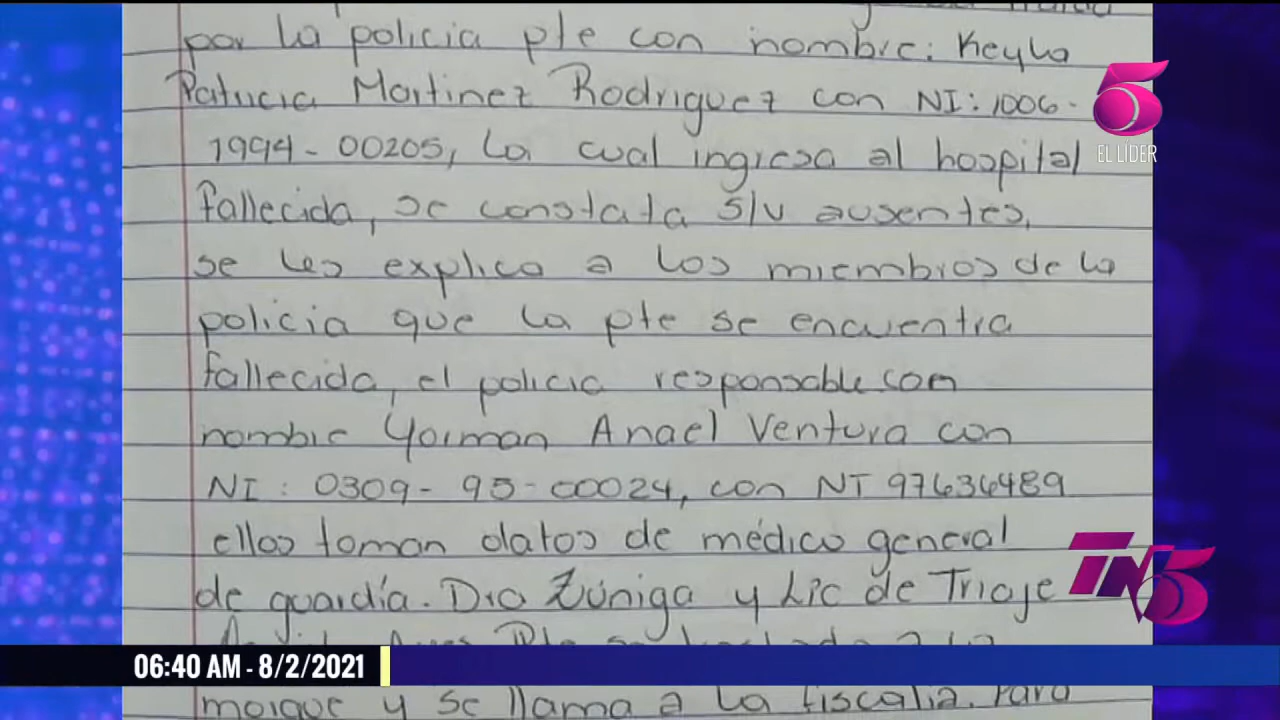 por la policia pte con nombre: Keyla
Patricia Martinez Rodriguez con NI: 1006-
1994-00205, la cual ingresa al hospital
fallecida, se constata S/V ausentes,
se les explica a los miembros de la
policia que la pte se encuentra
fallecida, el policia responsable con
nombre Yorman Anael Ventura con
NI: 0309-95-00024, con NT 97636489
ellos toman datos de médico general
de guardía. Dra Zúniga y Lic de Triaje
morgue y se llama a la fiscalia. Para
5
EL LÍDER
TN5
06:40 AM - 8/2/2021